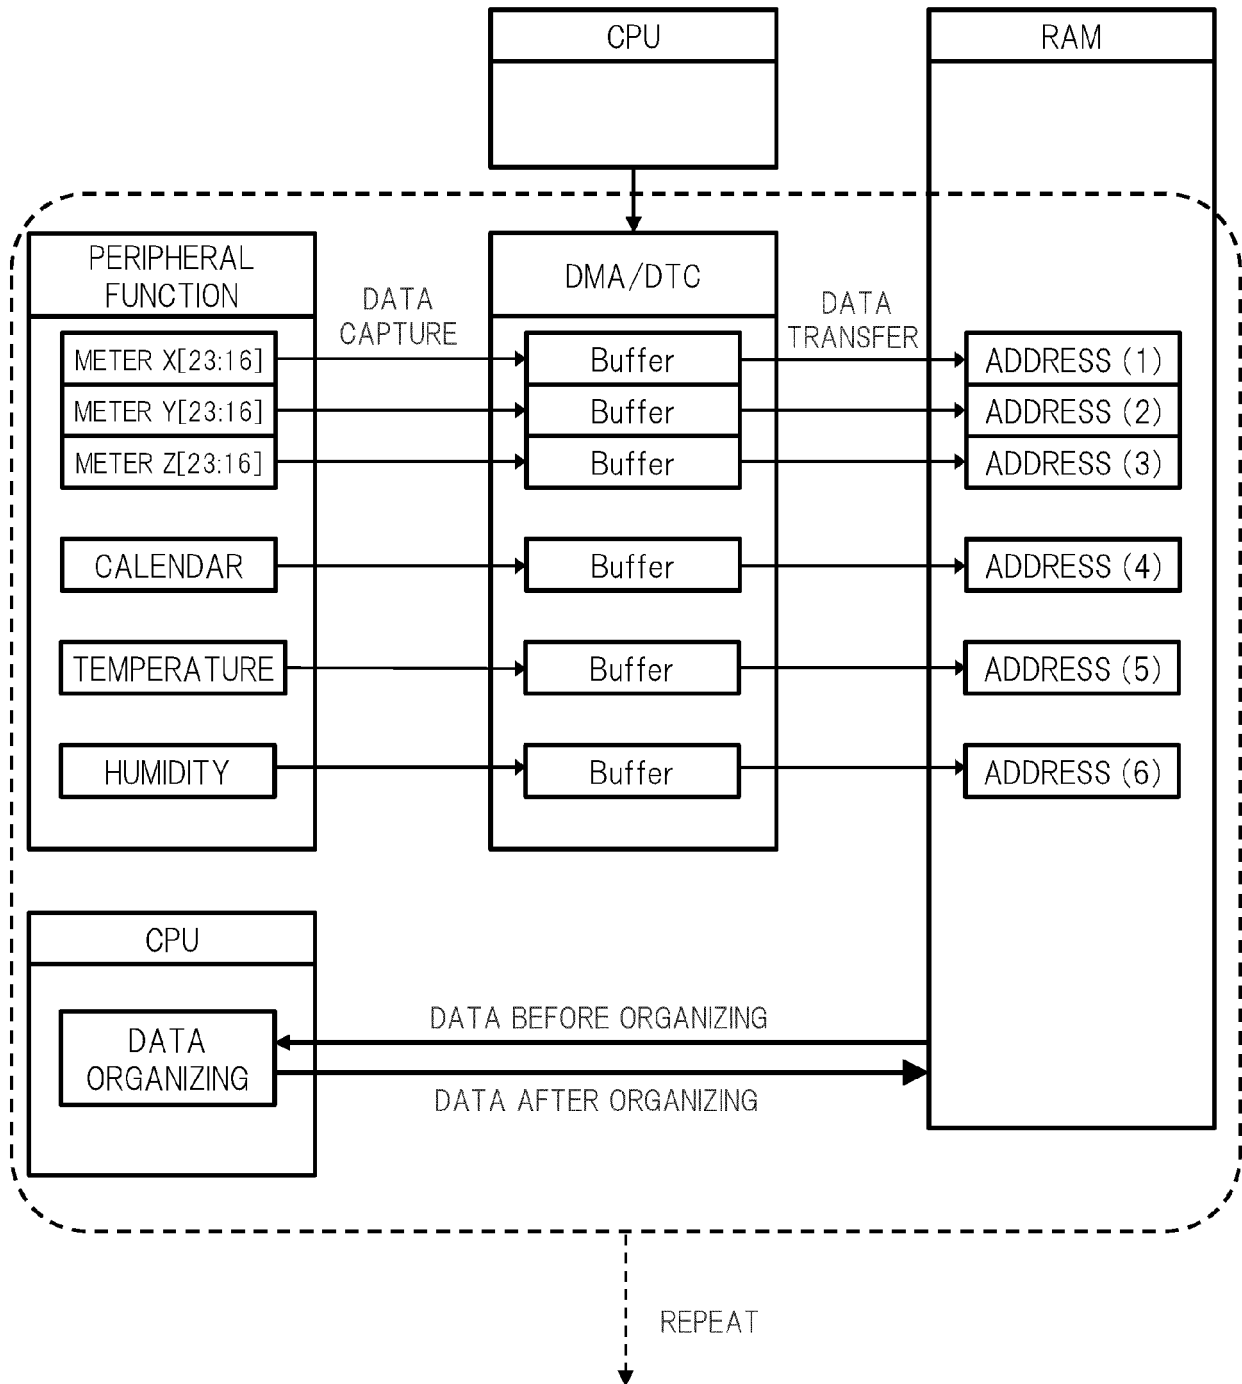 CPU
RAM
PERIPHERAL
FUNCTION
DMA/DTC
DATA
CAPTURE
DATA
TRANSFER
METER X[23:16]
Buffer
ADDRESS (1)
METER Y[23:16]
Buffer
ADDRESS (2)
METER Z[23:16]
Buffer
ADDRESS (3)
CALENDAR
Buffer
ADDRESS (4)
TEMPERATURE
Buffer
ADDRESS (5)
HUMIDITY
Buffer
ADDRESS (6)
CPU
DATA
ORGANIZING
DATA BEFORE ORGANIZING
DATA AFTER ORGANIZING
REPEAT